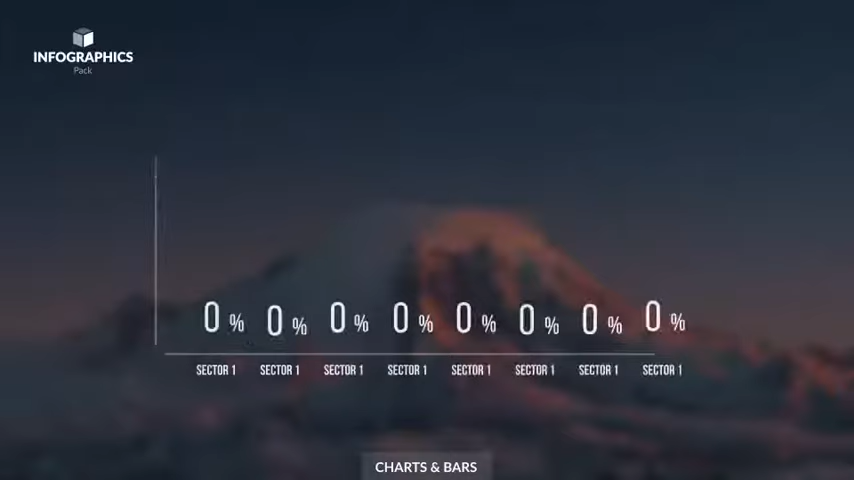 INFOGRAPHICS
Pack
0 % 0 % 0 % 0 % 0 % 0 % 0 % 0 %
SECTOR 1 SECTOR 1 SECTOR 1 SECTOR 1 SECTOR 1 SECTOR 1 SECTOR 1 SECTOR 1
CHARTS & BARS